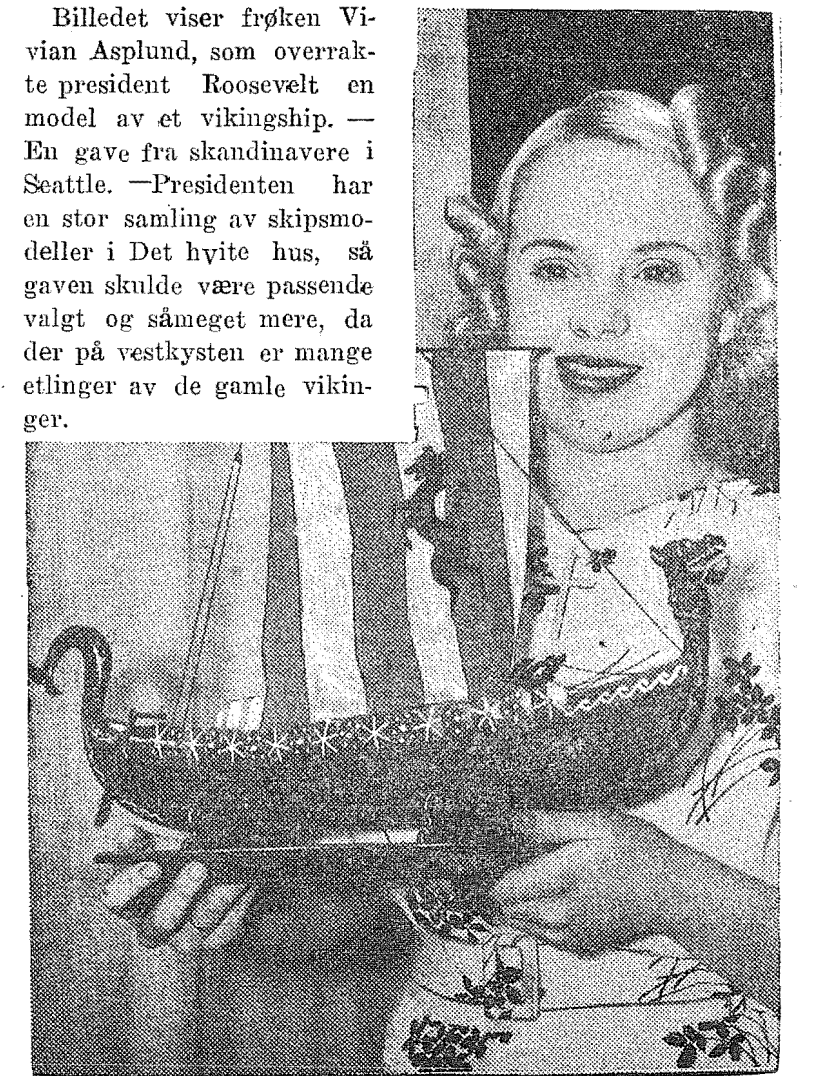 Billedet viser frøken Vi-
vian Asplund, som overrak-
te president Roosevelt en
model av et vikingship. —
En gave fra skandinavere i
Seattle. —Presidenten har
en stor samling av skipsmo-
deller i Det hvite hus, så
gaven skulde være passende
valgt og såmeget mere, da
der på vestkysten er mange
etlinger av de gamle vikin-
ger.